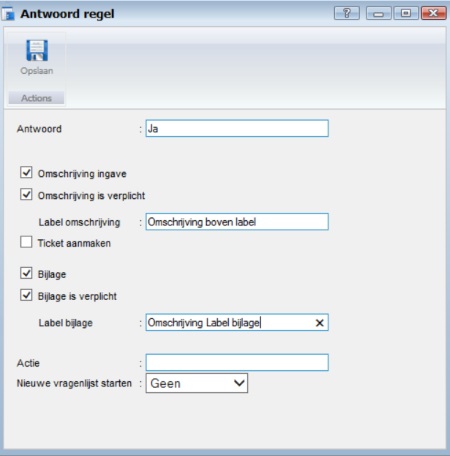 Antwoord regel
Opslaan
Actions
Antwoord : Ja
Omschrijving ingave
Omschrijving is verplicht
Label omschrijving : Omschrijving boven label
Ticket aanmaken
Bijlage
Bijlage is verplicht
Label bijlage : Omschrijving Label bijlage
Actie :
Nieuwe vragenlijst starten : Geen